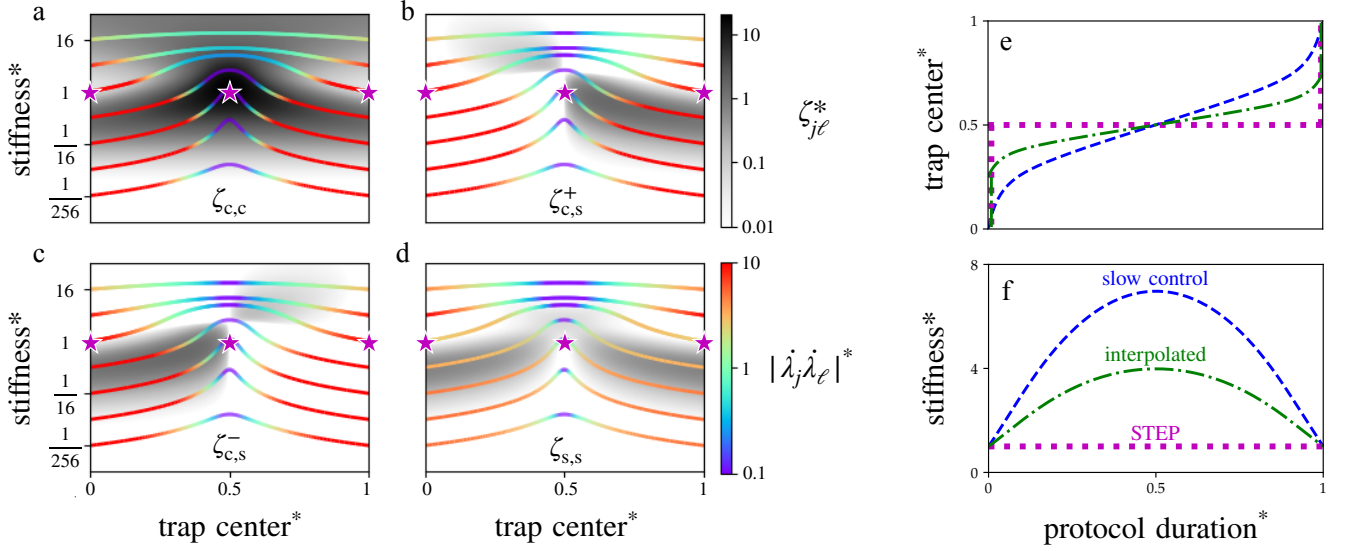 a
b
stiffness*
16
1
1/16
1/256
ζc,c
ζ+c,s
10
1
0.1
0.01
ζ*jℓ
c
d
stiffness*
16
1
1/16
1/256
ζ−c,s
ζs,s
0
0.5
1
0
0.5
1
trap center*
trap center*
10
1
0.1
|λ̇jλ̇ℓ|*
e
trap center*
1
0.5
0
f
stiffness*
8
4
0
slow control
interpolated
STEP
0
0.5
1
protocol duration*